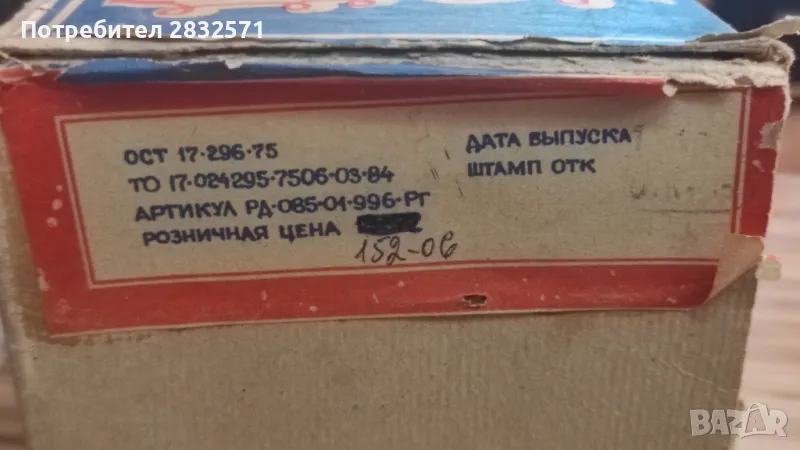 Потребител 2832571
ОСТ 17-296-75
ТО 17-024295-7506-03-84
АРТИКУЛ РД-085-01-996-РТ
РОЗНИЧНАЯ ЦЕНА
152-06
ДАТА ВЫПУСКА
ШТАМП ОТК
BAZAR